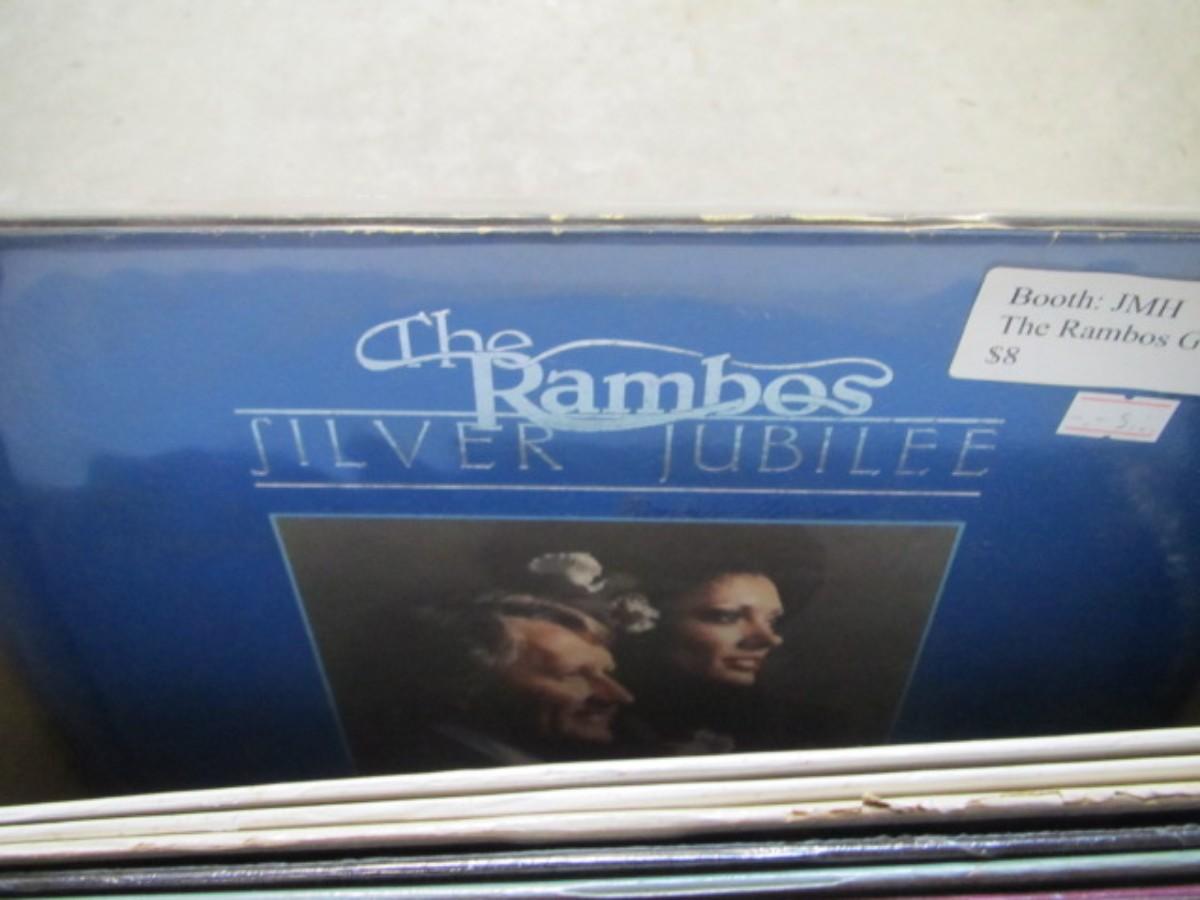 The
Rambos
SILVER JUBILEE
Booth: JMH
The Rambos G
$8